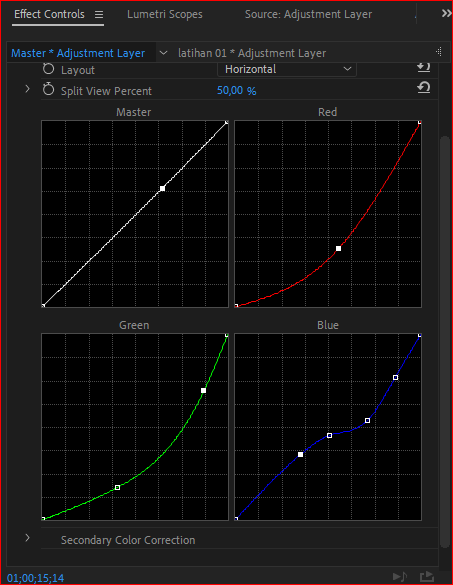 Effect Controls ≡ Lumetri Scopes Source: Adjustment Layer
Master * Adjustment Layer latihan 01 * Adjustment Layer
Layout Horizontal
Split View Percent 50,00 %
Master Red
Green Blue
Secondary Color Correction
01;00;15;14